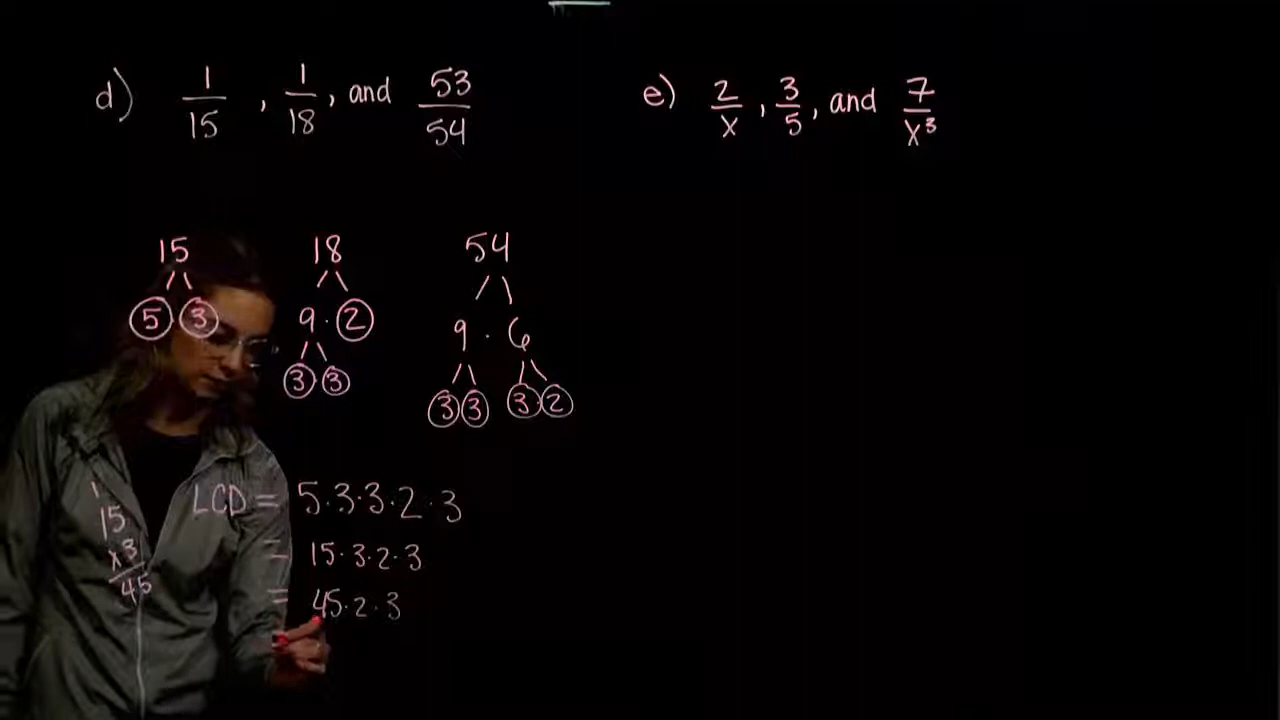 d) 1/15 , 1/18, and 53/54
e) 2/x , 3/5, and 7/x³
15 18 54
5 · 3 9 · 2 9 · 6
3 · 3 3 3 3 · 2
LCD = 5·3·3·2·3
= 15·3·2·3
= 45·2·3
1
15
x3
45